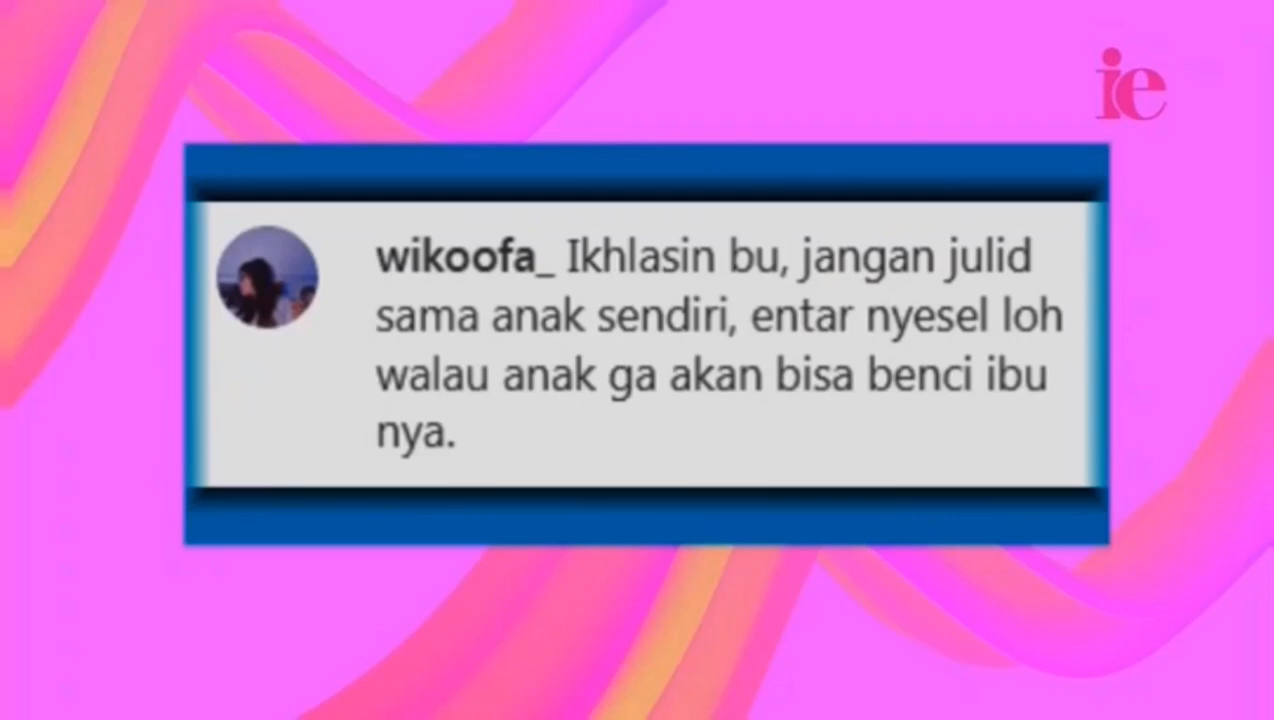 ie
wikoofa_ Ikhlasin bu, jangan julid
sama anak sendiri, entar nyesel loh
walau anak ga akan bisa benci ibu
nya.